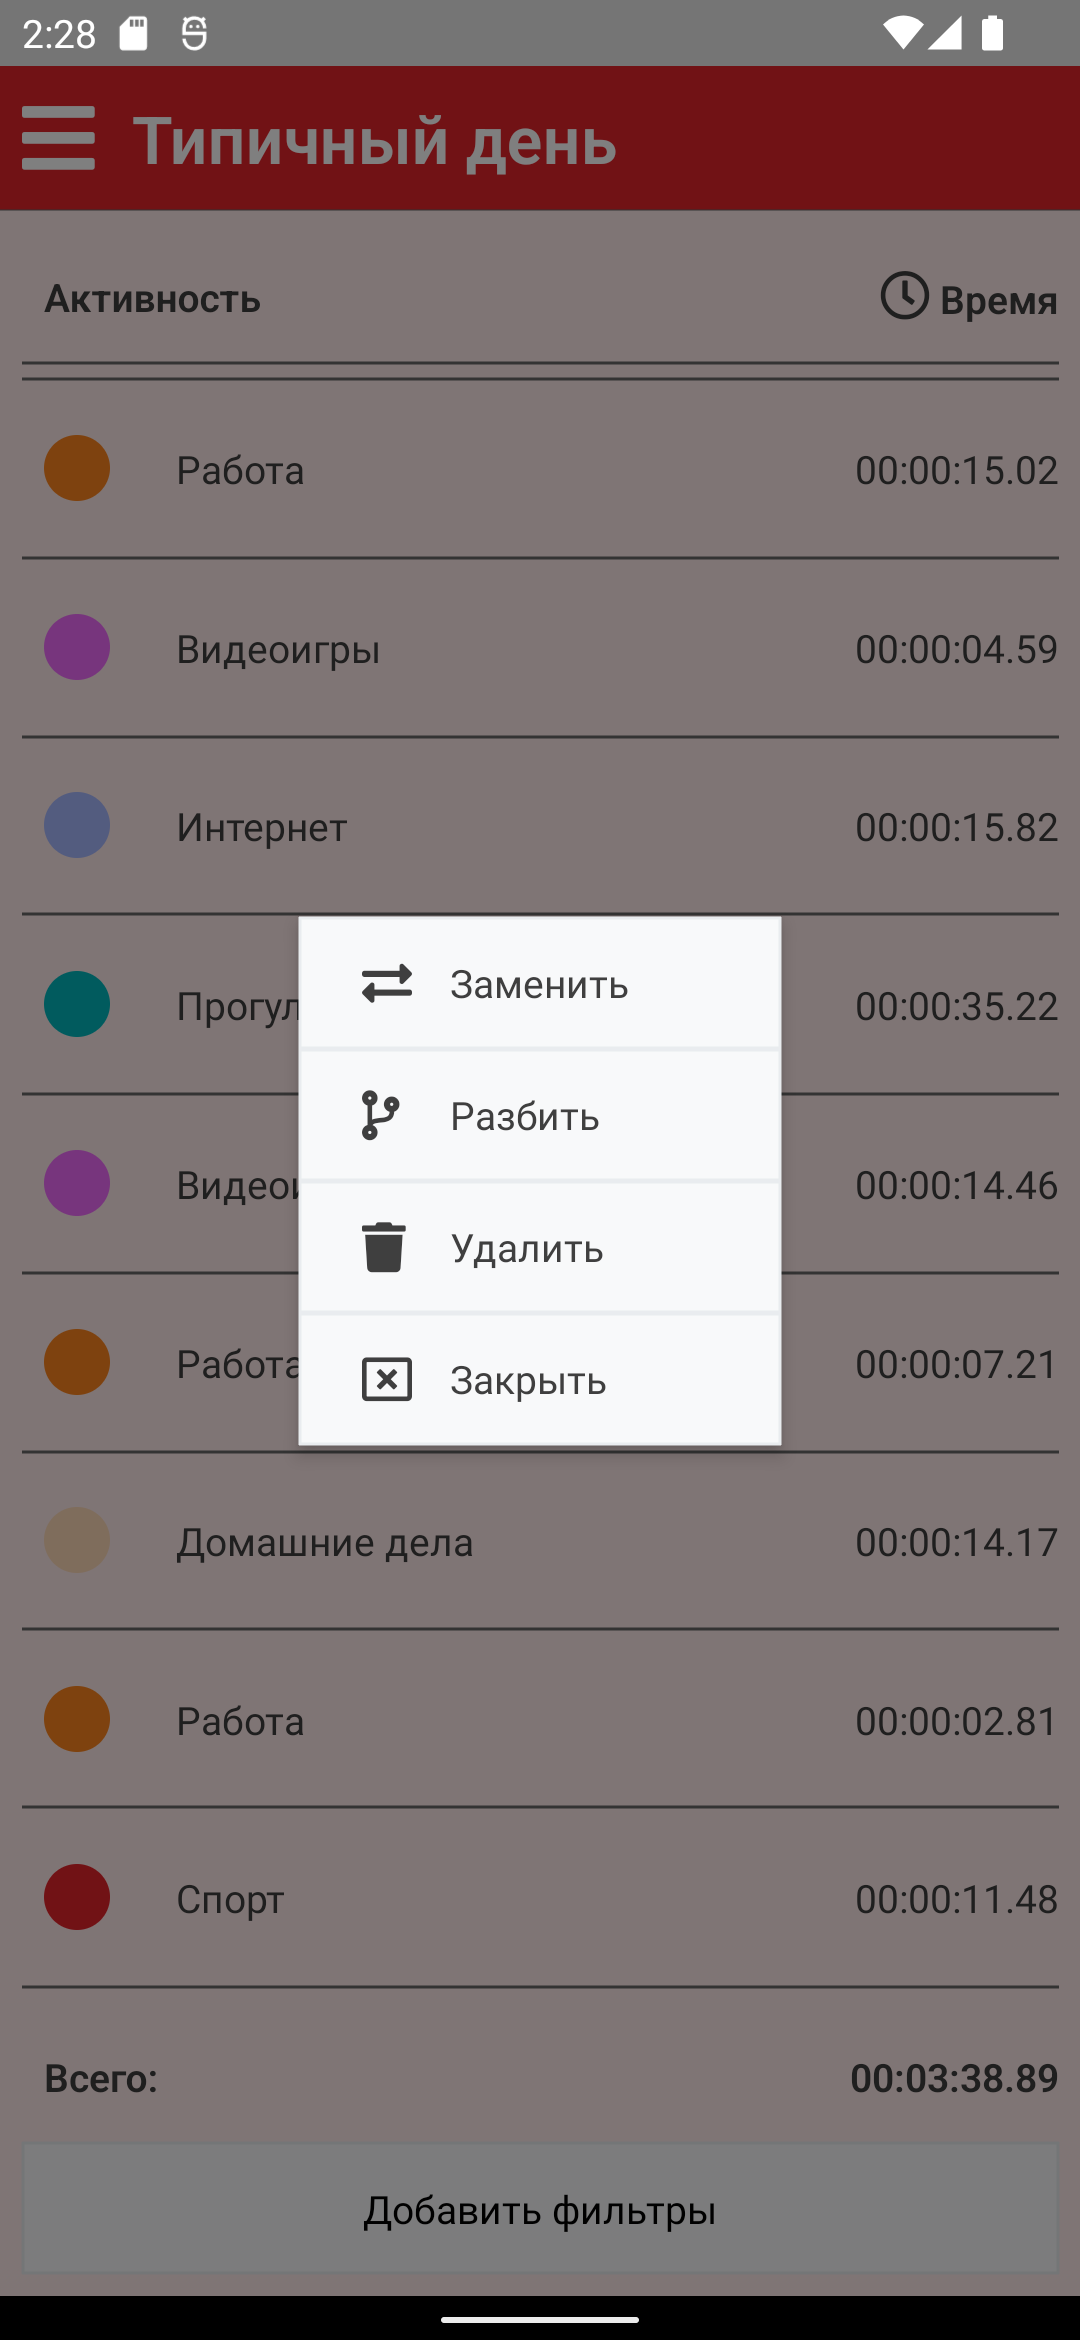 2:28
Типичный день
Активность
Время
Работа 00:00:15.02
Видеоигры 00:00:04.59
Интернет 00:00:15.82
Прогул 00:00:35.22
Видеои 00:00:14.46
Работа 00:00:07.21
Домашние дела 00:00:14.17
Работа 00:00:02.81
Спорт 00:00:11.48
Всего: 00:03:38.89
Добавить фильтры
Заменить
Разбить
Удалить
Закрыть